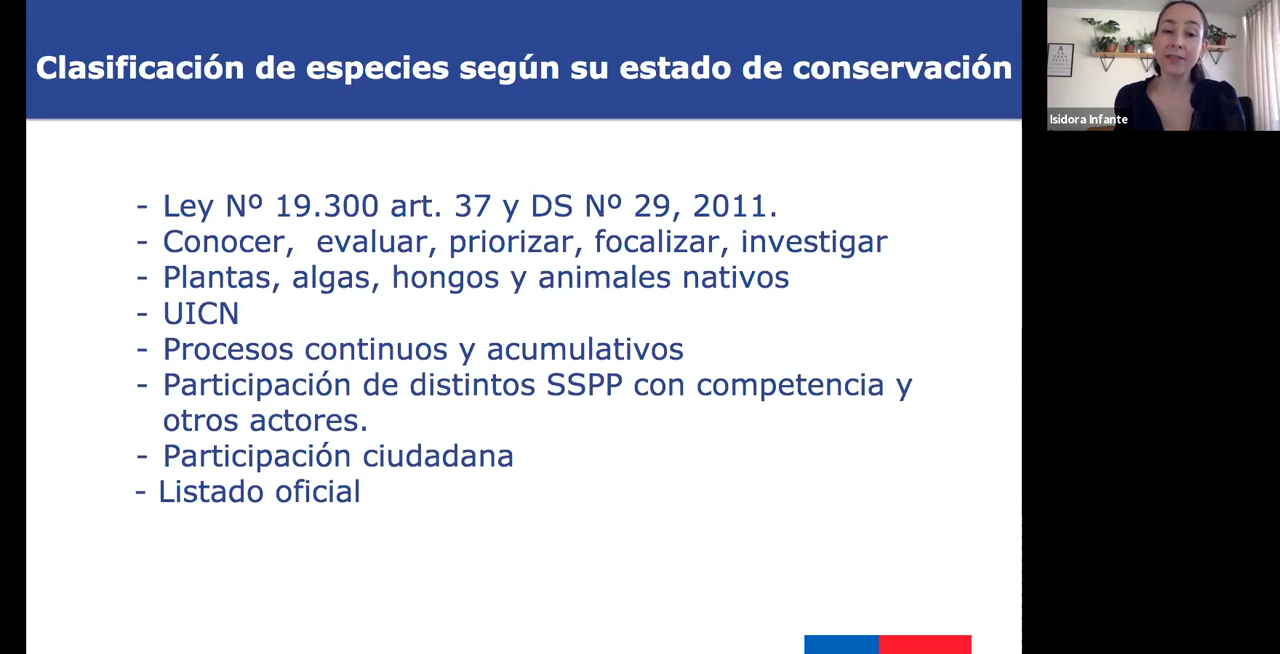 Clasificación de especies según su estado de conservación
Isidora Infante
- Ley Nº 19.300 art. 37 y DS Nº 29, 2011.
- Conocer,  evaluar, priorizar, focalizar, investigar
- Plantas, algas, hongos y animales nativos
- UICN
- Procesos continuos y acumulativos
- Participación de distintos SSPP con competencia y
otros actores.
- Participación ciudadana
- Listado oficial